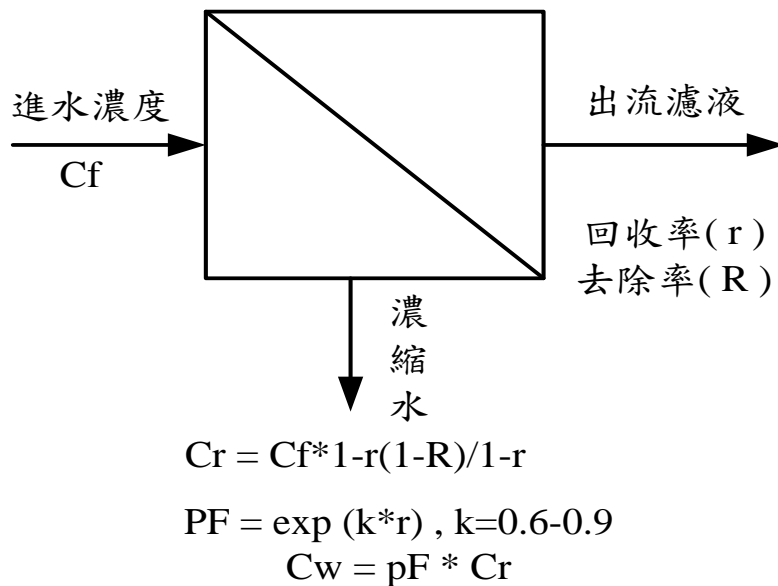 進水濃度
Cf
出流濾液
回收率( r )
去除率( R )
濃
縮
水
Cr = Cf*1-r(1-R)/1-r
PF = exp (k*r) , k=0.6-0.9
Cw = pF * Cr